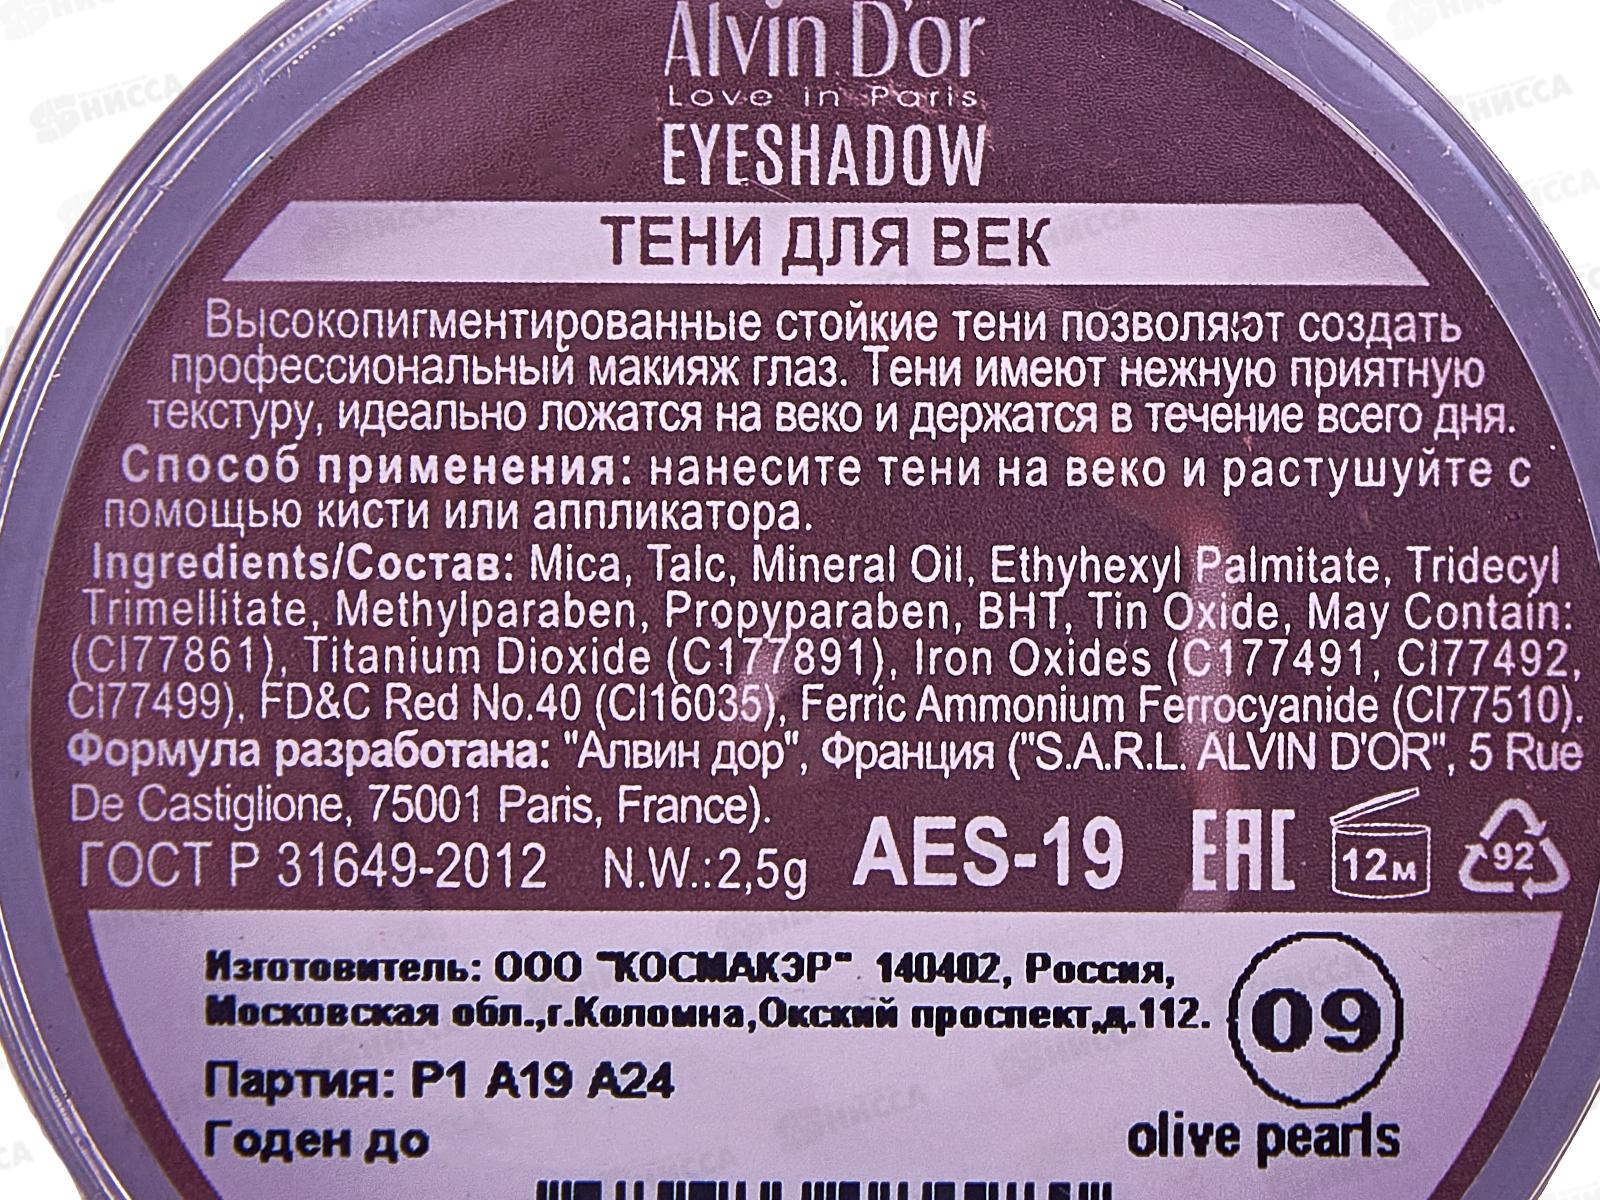 Alvin D'or
Love in Paris
EYESHADOW
ТЕНИ ДЛЯ ВЕК
Высокопигментированные стойкие тени позволяют создать
профессиональный макияж глаз. Тени имеют нежную приятную
текстуру, идеально ложатся на веко и держатся в течение всего дня.
Способ применения: нанесите тени на веко и растушуйте с
помощью кисти или аппликатора.
Ingredients/Состав: Mica, Talc, Mineral Oil, Ethyhexyl Palmitate, Tridecyl
Trimellitate, Methylparaben, Propyparaben, BHT, Tin Oxide, May Contain:
(CI77861), Titanium Dioxide (C177891), Iron Oxides (C177491, CI77492,
CI77499), FD&C Red No.40 (CI16035), Ferric Ammonium Ferrocyanide (CI77510).
Формула разработана: "Алвин дор", Франция ("S.A.R.L. ALVIN D'OR", 5 Rue
De Castiglione, 75001 Paris, France).
ГОСТ Р 31649-2012 N.W.:2,5g AES-19 EAC 12м 92
Изготовитель: ООО "КОСМАКЭР" 140402, Россия,
Московская обл.,г.Коломна,Окский проспект,д.112.
09
Партия: P1 A19 A24
Годен до
olive pearls
НИССА